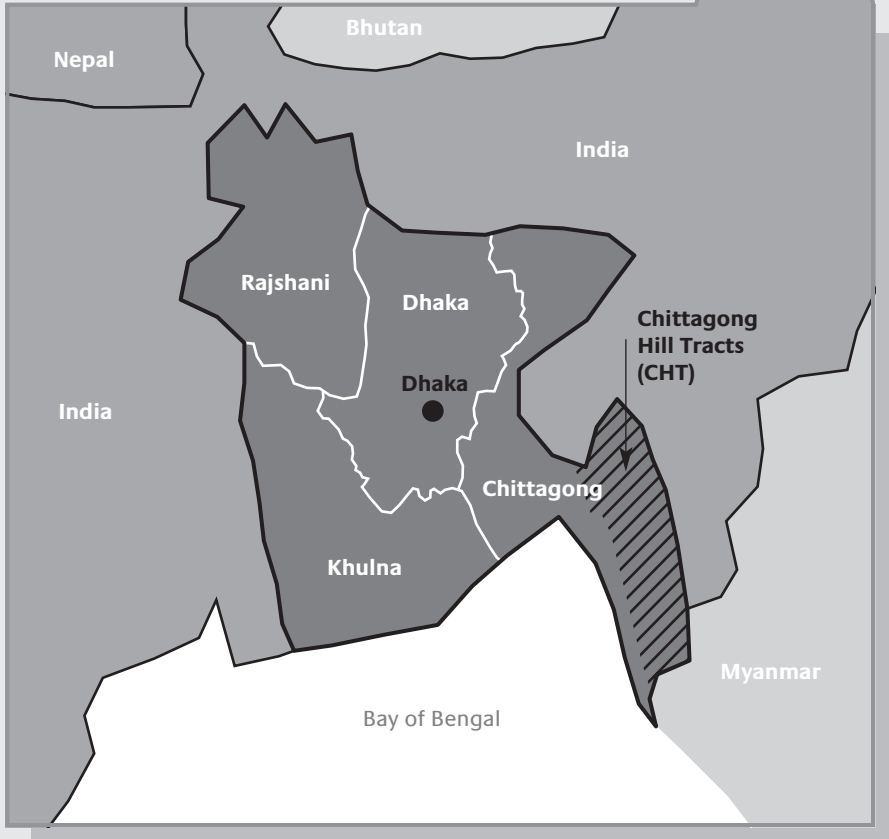 Bhutan
Nepal
India
Rajshani
Dhaka
Chittagong
Hill Tracts
(CHT)
Dhaka
India
Chittagong
Khulna
Myanmar
Bay of Bengal